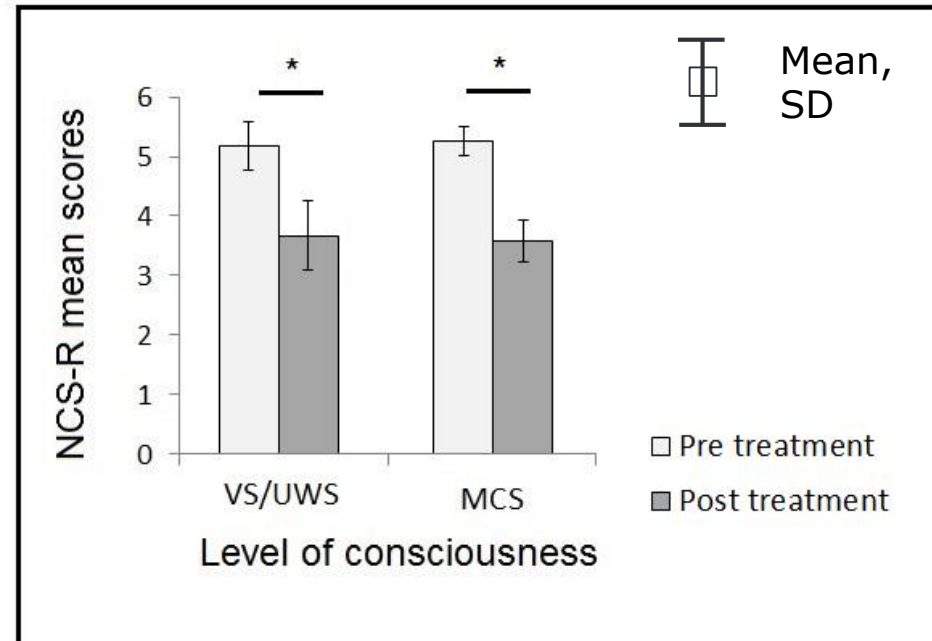 Mean,
SD
*
*
NCS-R mean scores
6
5
4
3
2
1
0
VS/UWS
MCS
Level of consciousness
Pre treatment
Post treatment